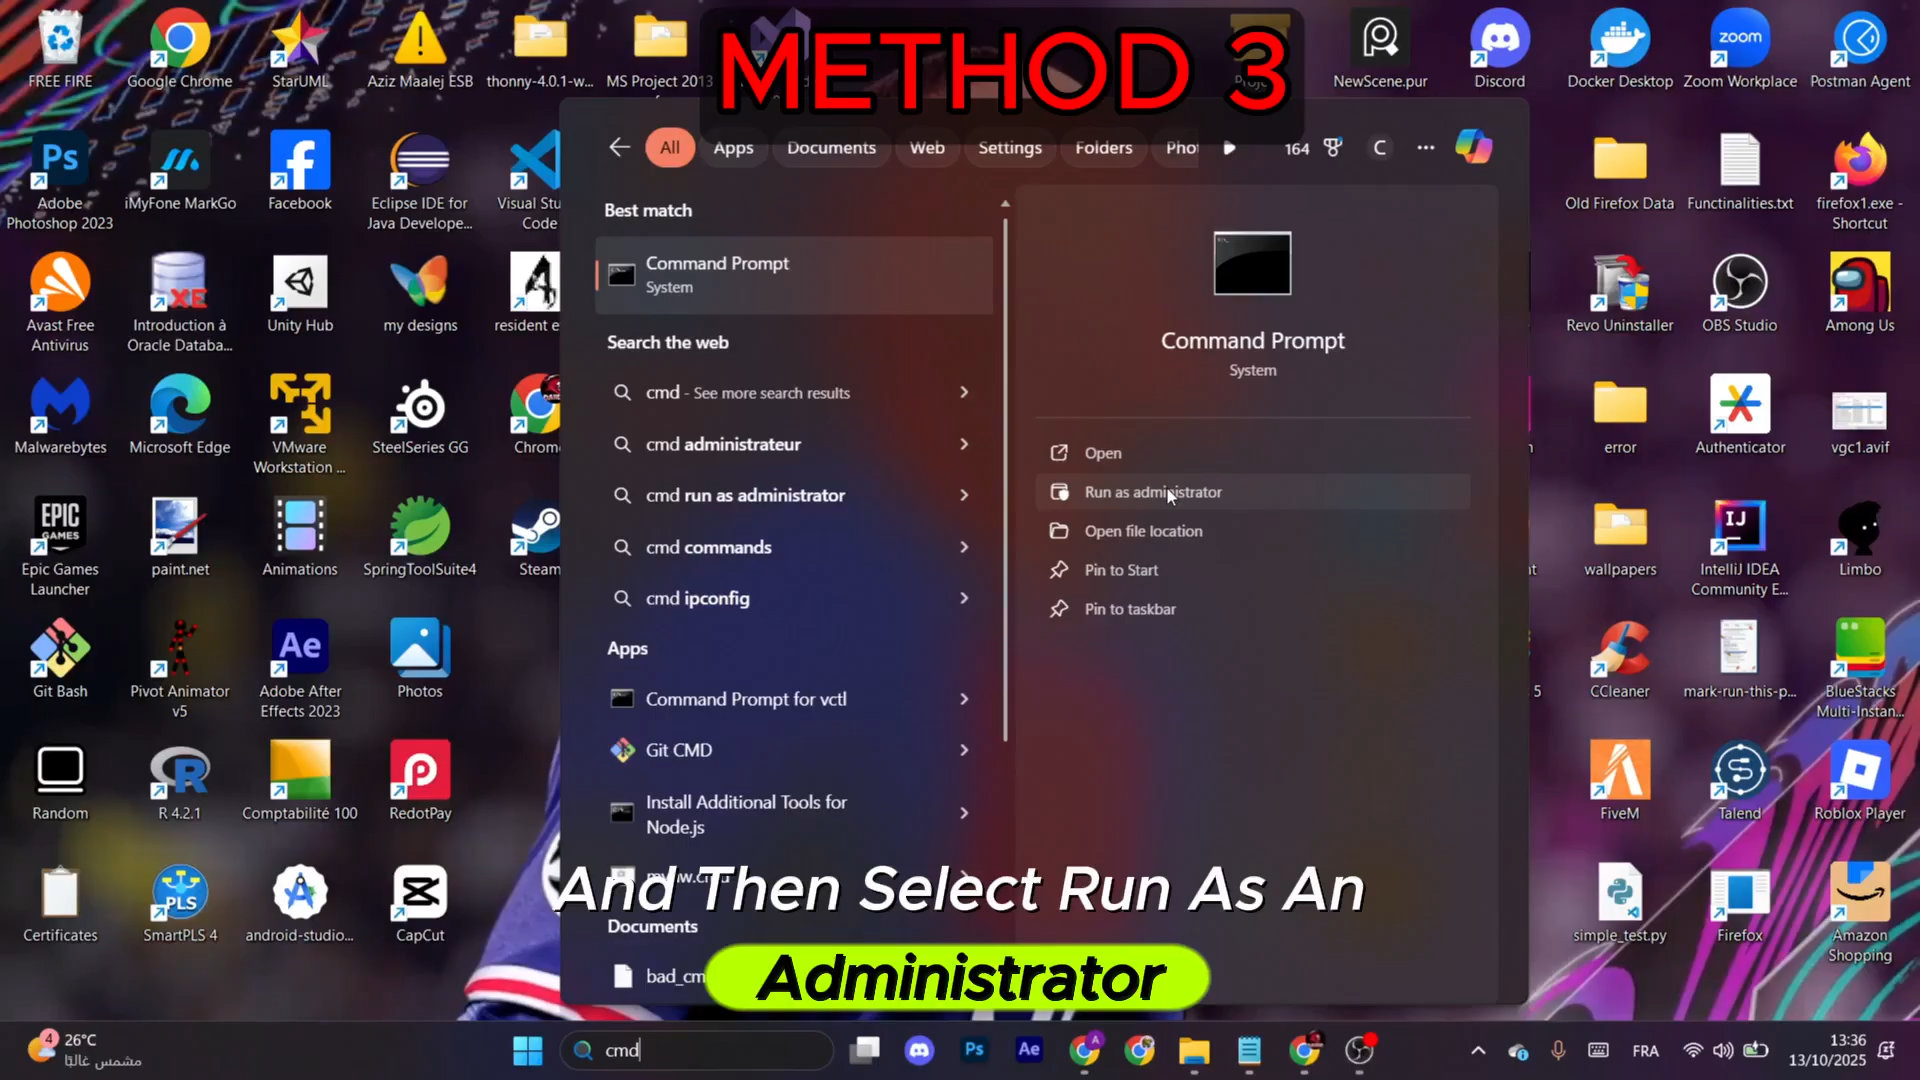 METHOD 3
FREE FIRE
Google Chrome
StarUML
Aziz Maalej ESB
thonny-4.0.1-w...
MS Project 2013
NewScene.pur
Discord
Docker Desktop
Zoom Workplace
Postman Agent
zoom
All
Apps
Documents
Web
Settings
Folders
164
C
Adobe
Photoshop 2023
iMyFone MarkGo
Facebook
Eclipse IDE for
Java Develope...
Visual Stu
Code
Old Firefox Data
Functinalities.txt
firefox1.exe -
Shortcut
Best match
Command Prompt
System
Search the web
cmd - See more search results
cmd administrateur
cmd run as administrator
cmd commands
cmd ipconfig
Apps
Command Prompt for vctl
Git CMD
Install Additional Tools for
Node.js
Documents
Command Prompt
System
Open
Run as administrator
Open file location
Pin to Start
Pin to taskbar
Avast Free
Antivirus
Introduction à
Oracle Databa...
Unity Hub
my designs
resident e
Revo Uninstaller
OBS Studio
Among Us
Malwarebytes
Microsoft Edge
VMware
Workstation ...
SteelSeries GG
Chrom
error
Authenticator
vgc1.avif
EPIC
GAMES
Epic Games
Launcher
paint.net
Animations
SpringToolSuite4
Steam
wallpapers
IntelliJ IDEA
Community E...
Limbo
Git Bash
Pivot Animator
v5
Adobe After
Effects 2023
Photos
CCleaner
mark-run-this-p...
BlueStacks
Multi-Instan...
Random
R 4.2.1
Comptabilité 100
RedotPay
FiveM
Talend
Roblox Player
Certificates
SmartPLS 4
android-studio...
CapCut
simple_test.py
Firefox
Amazon
Shopping
And Then Select Run As An
Administrator
4
26°C
مشمس غالبًا
cmd
Ps
Ae
FRA
13:36
13/10/2025